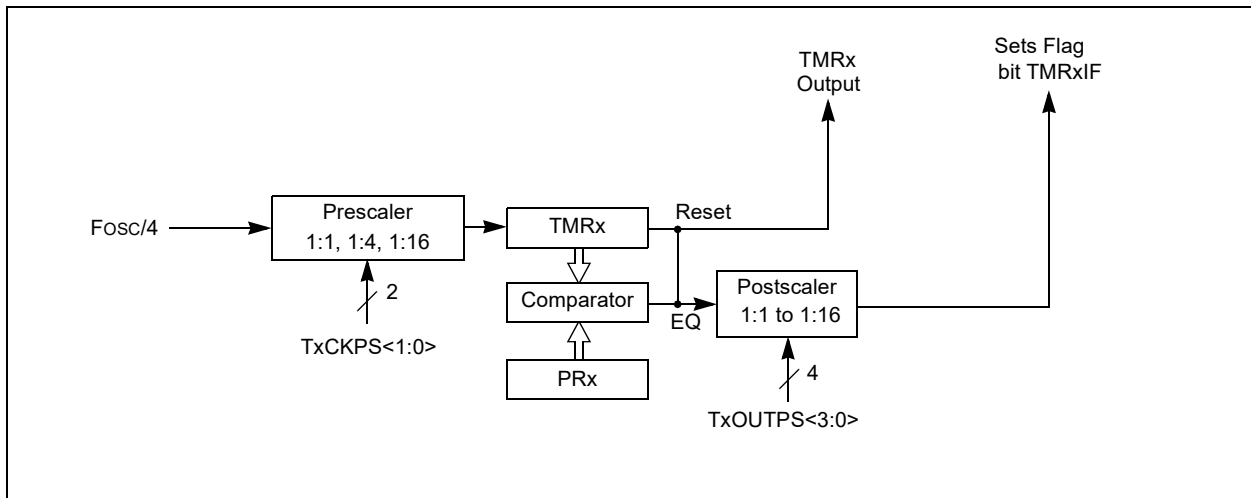 TMRx
Output
Sets Flag
bit TMRxIF
FOSC/4
Prescaler
1:1, 1:4, 1:16
TMRx
Reset
2
Comparator
EQ
Postscaler
1:1 to 1:16
TxCKPS<1:0>
PRx
4
TxOUTPS<3:0>